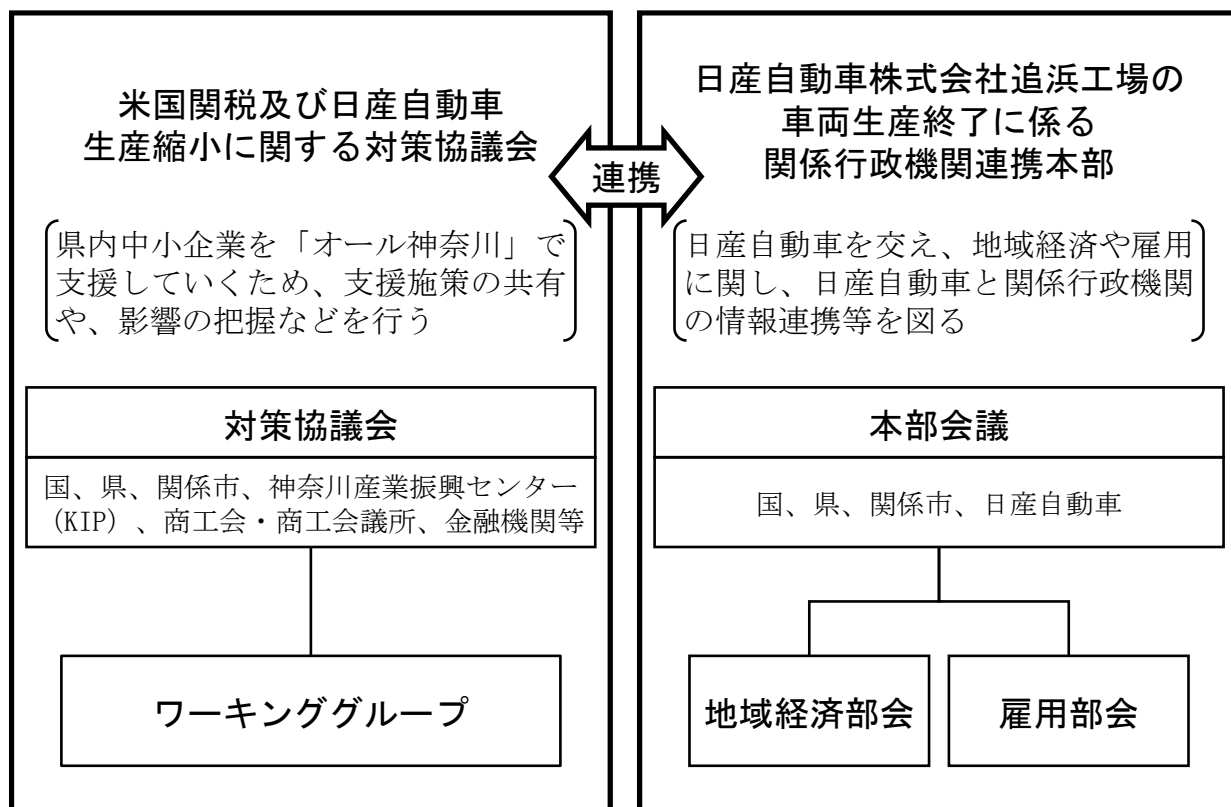 米国関税及び日産自動車
生産縮小に関する対策協議会
県内中小企業を「オール神奈川」で
支援していくため、支援施策の共有
や、影響の把握などを行う
対策協議会
国、県、関係市、神奈川産業振興センター
(KIP)、商工会・商工会議所、金融機関等
ワーキンググループ
連携
日産自動車株式会社追浜工場の
車両生産終了に係る
関係行政機関連携本部
日産自動車を交え、地域経済や雇用
に関し、日産自動車と関係行政機関
の情報連携等を図る
本部会議
国、県、関係市、日産自動車
地域経済部会
雇用部会